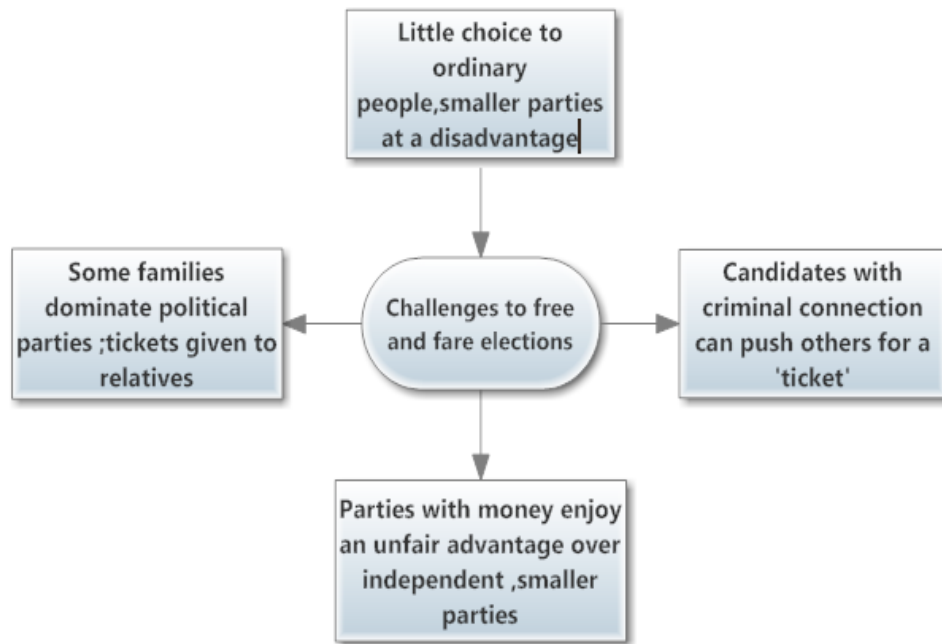 Little choice to
ordinary
people,smaller parties
at a disadvantage
Some families
dominate political
parties ;tickets given to
relatives
Challenges to free
and fare elections
Candidates with
criminal connection
can push others for a
'ticket'
Parties with money enjoy
an unfair advantage over
independent ,smaller
parties